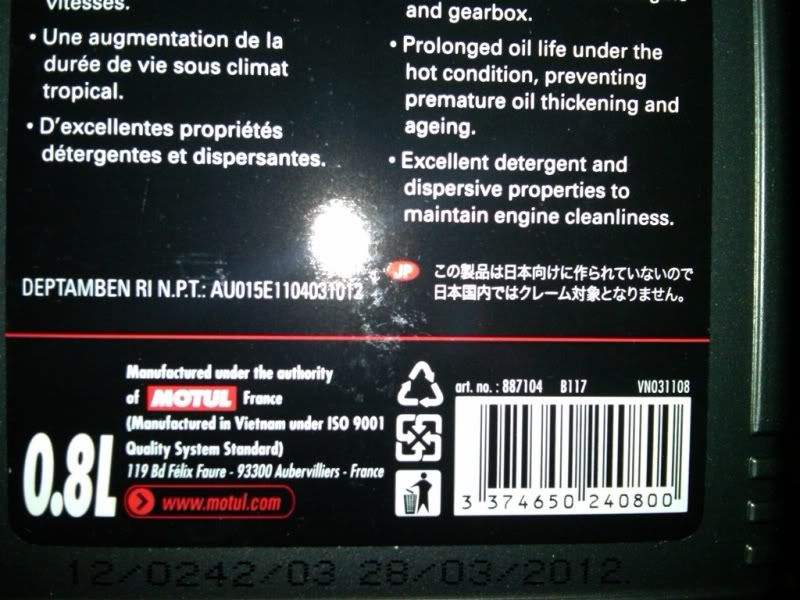 vitesses.
• Une augmentation de la
durée de vie sous climat
tropical.
• D'excellentes propriétés
détergentes et dispersantes.
and gearbox.
• Prolonged oil life under the
hot condition, preventing
premature oil thickening and
ageing.
• Excellent detergent and
dispersive properties to
maintain engine cleanliness.
DEPTAMBEN RI N.P.T.: AU015E1104031012
JP この製品は日本向けに作られていないので
日本国内ではクレーム対象となりません。
Manufactured under the authority
of MOTUL France
(Manufactured in Vietnam under ISO 9001
Quality System Standard)
119 Bd Félix Faure - 93300 Aubervilliers - France
0.8L
www.motul.com
art. no. : 887104 B117 VN031108
3 374650 240800
12/0242/03 28/03/2012.